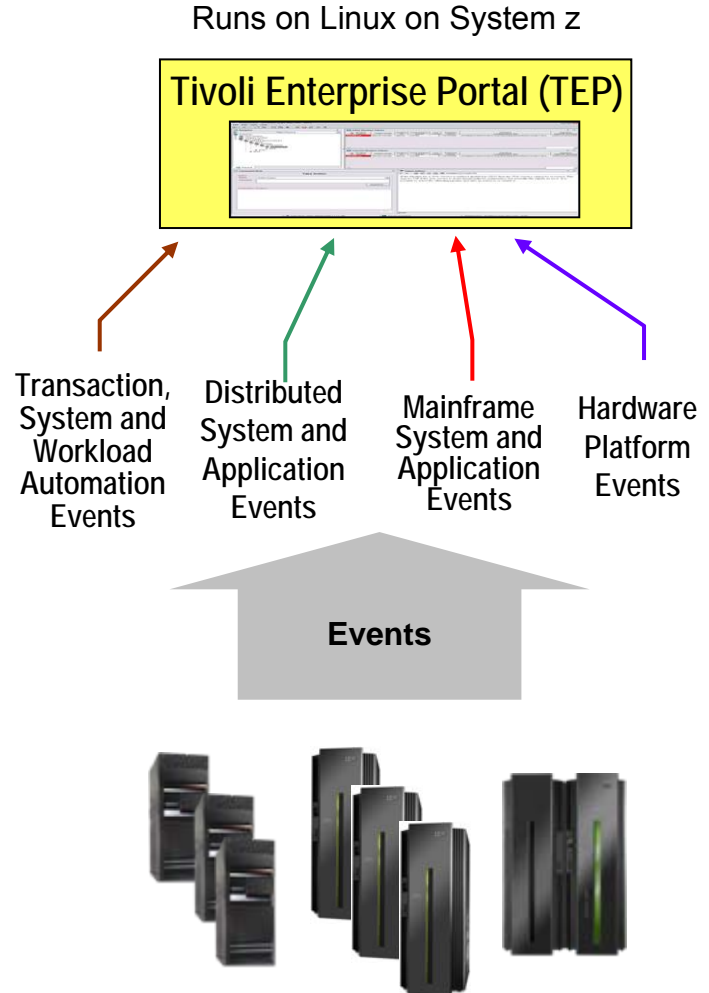 Runs on Linux on System z
Tivoli Enterprise Portal (TEP)
Transaction,
System and
Workload
Automation
Events
Distributed
System and
Application
Events
Mainframe
System and
Application
Events
Hardware
Platform
Events
Events